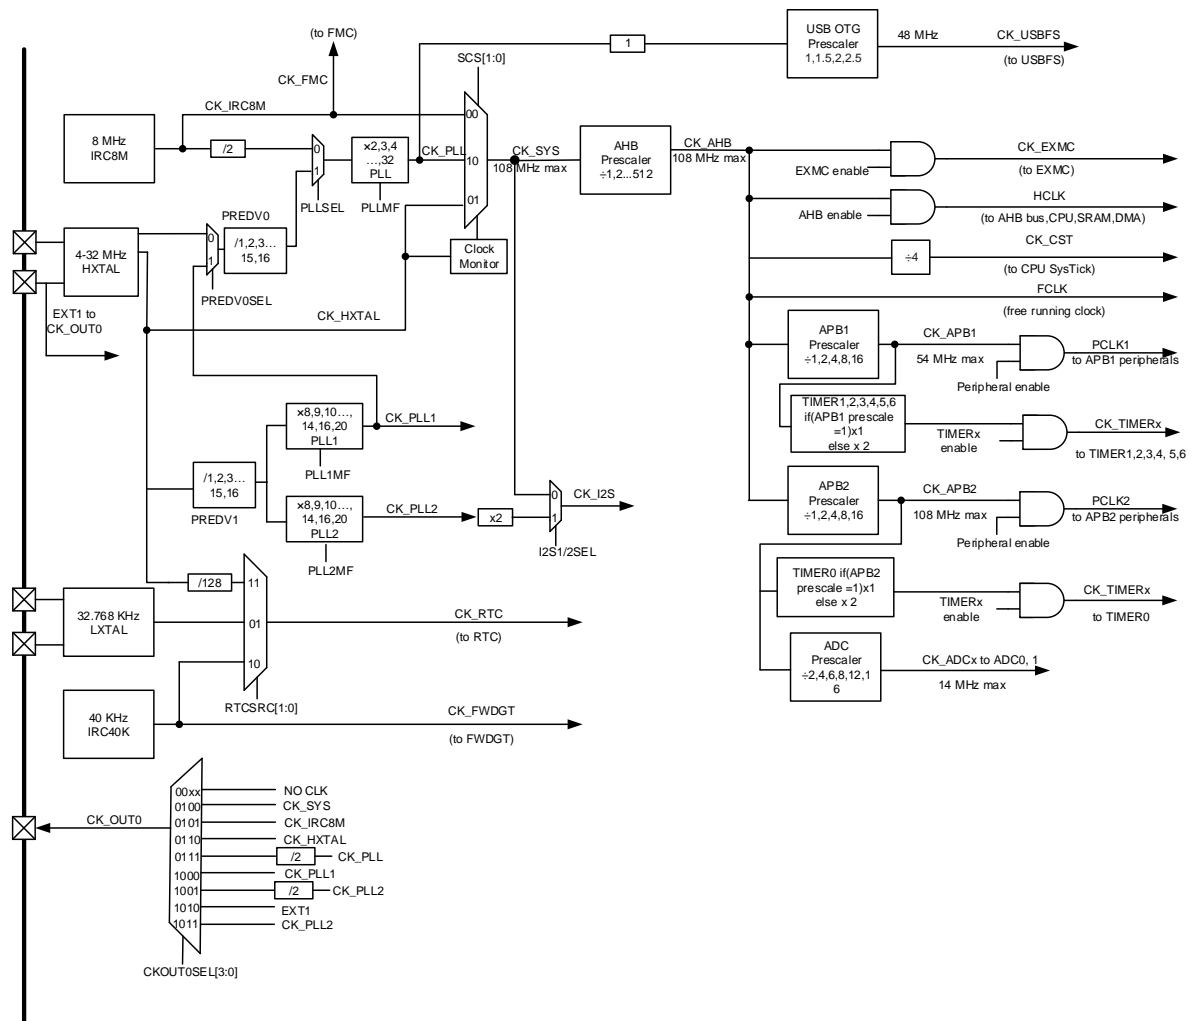 (to FMC)
CK_FMC
SCS[1:0]
1
USB OTG
Prescaler
1,1.5,2,2.5
48 MHz
CK_USBFS
(to USBFS)
CK_IRC8M
8 MHz
IRC8M
/2
0
1
PLLSEL
×2,3,4
…,32
PLL
PLLMF
CK_PLL
00
10
01
CK_SYS
108 MHz max
AHB
Prescaler
÷1,2...512
CK_AHB
108 MHz max
EXMC enable
CK_EXMC
(to EXMC)
AHB enable
HCLK
(to AHB bus,CPU,SRAM,DMA)
÷4
CK_CST
(to CPU SysTick)
FCLK
(free running clock)
4-32 MHz
HXTAL
0
1
PREDV0
/1,2,3…
15,16
PREDV0SEL
Clock
Monitor
EXT1 to
CK_OUT0
CK_HXTAL
APB1
Prescaler
÷1,2,4,8,16
CK_APB1
54 MHz max
Peripheral enable
PCLK1
to APB1 peripherals
TIMER1,2,3,4,5,6
if(APB1 prescale
=1)x1
else x 2
TIMERx
enable
CK_TIMERx
to TIMER1,2,3,4, 5,6
×8,9,10…,
14,16,20
PLL1
PLL1MF
CK_PLL1
/1,2,3…
15,16
PREDV1
×8,9,10…,
14,16,20
PLL2
PLL2MF
CK_PLL2
x2
0
1
CK_I2S
I2S1/2SEL
APB2
Prescaler
÷1,2,4,8,16
CK_APB2
108 MHz max
Peripheral enable
PCLK2
to APB2 peripherals
TIMER0 if(APB2
prescale =1)x1
else x 2
TIMERx
enable
CK_TIMERx
to TIMER0
ADC
Prescaler
÷2,4,6,8,12,1
6
CK_ADCx to ADC0, 1
14 MHz max
/128
11
01
10
32.768 KHz
LXTAL
CK_RTC
(to RTC)
RTCSRC[1:0]
40 KHz
IRC40K
CK_FWDGT
(to FWDGT)
CK_OUT0
00xx NO CLK
0100 CK_SYS
0101 CK_IRC8M
0110 CK_HXTAL
0111 /2 CK_PLL
1000 CK_PLL1
1001 /2 CK_PLL2
1010 EXT1
1011 CK_PLL2
CKOUT0SEL[3:0]